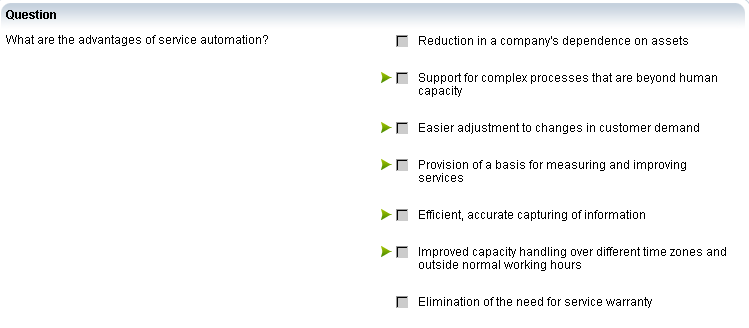 Question
What are the advantages of service automation?
Reduction in a company's dependence on assets
Support for complex processes that are beyond human
capacity
Easier adjustment to changes in customer demand
Provision of a basis for measuring and improving
services
Efficient, accurate capturing of information
Improved capacity handling over different time zones and
outside normal working hours
Elimination of the need for service warranty